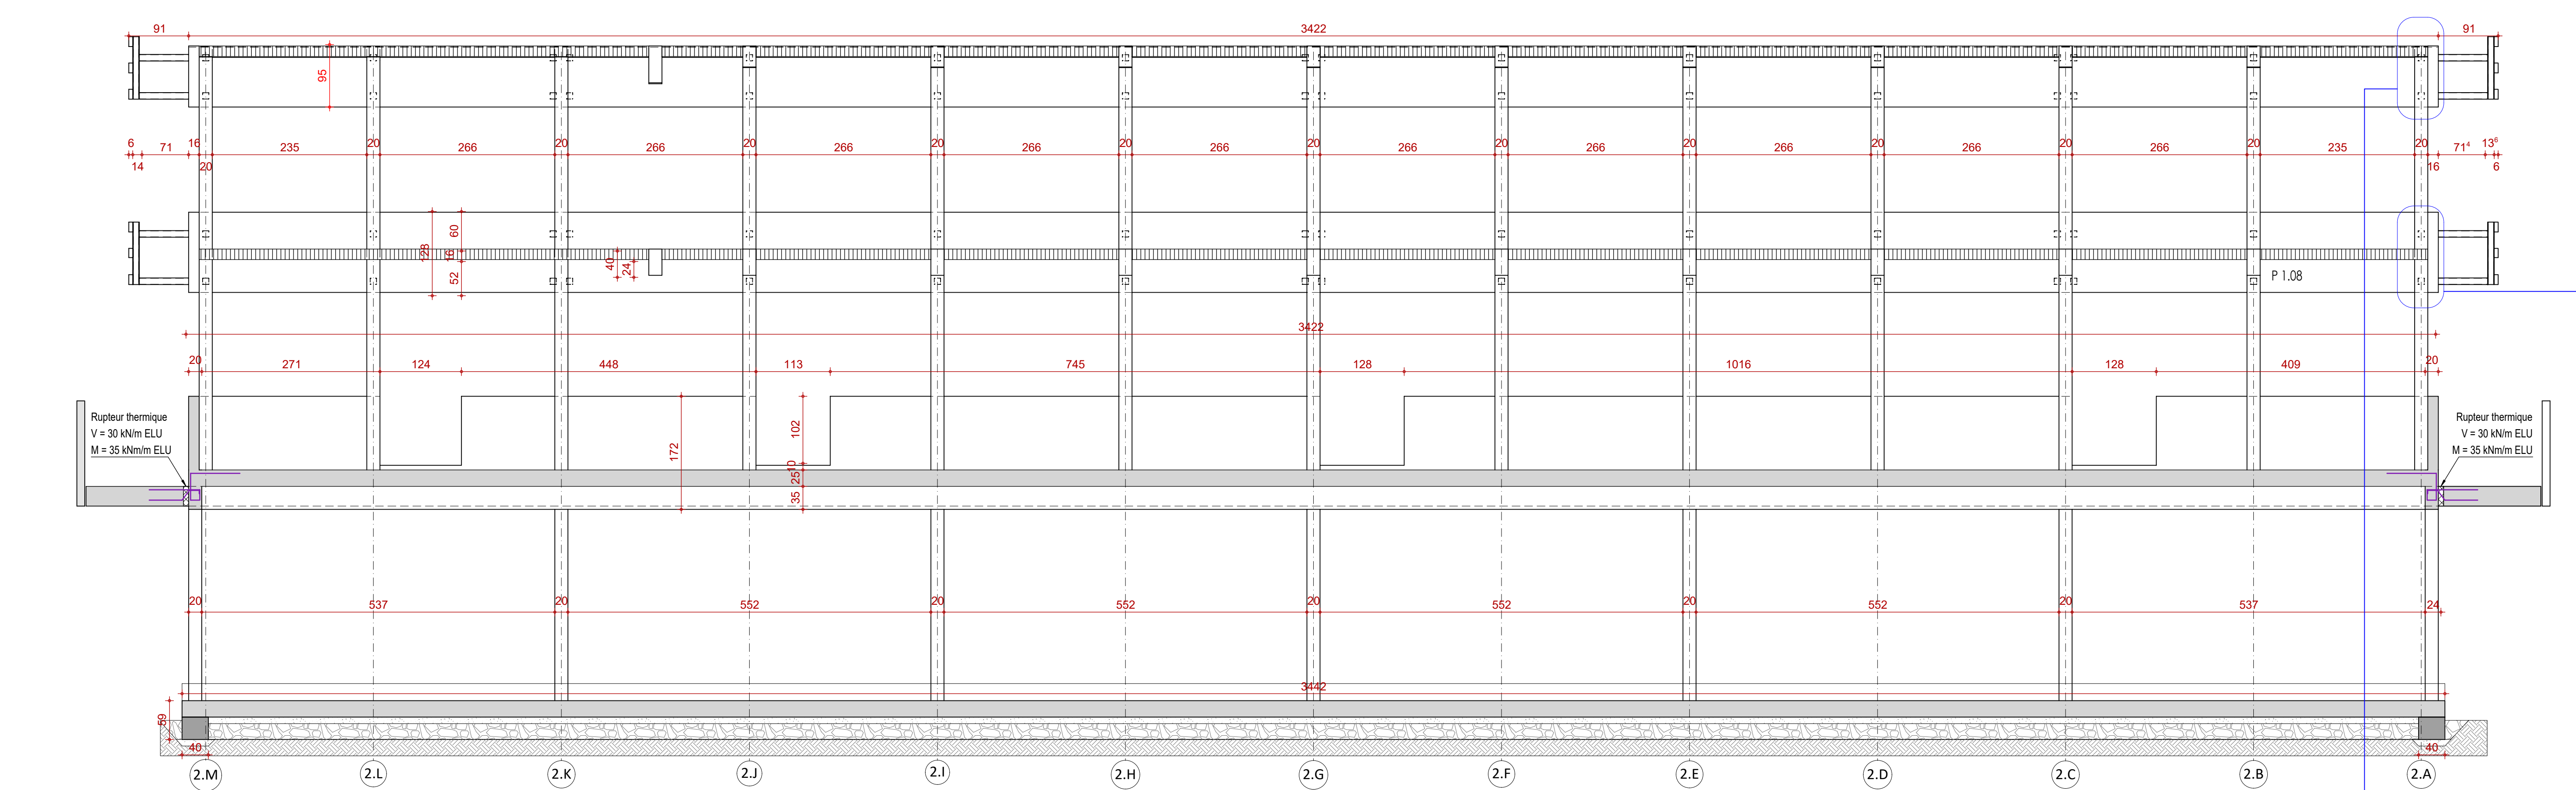 91 3422 91
95
6 71 16 235 20 266 20 266 20 266 20 266 20 266 20 266 20 266 20 266 20 266 20 266 20 235 20 71⁴ 13⁶
14 20 16 6
128 60 16 52 40 24
P 1.08
3422
20 271 124 448 113 745 128 1016 128 409 20
Rupteur thermique
V = 30 kN/m ELU
M = 35 kNm/m ELU
172 102 10 25 35
Rupteur thermique
V = 30 kN/m ELU
M = 35 kNm/m ELU
20 537 20 552 20 552 20 552 20 552 20 537 24
3442
59
40 40
2.M 2.L 2.K 2.J 2.I 2.H 2.G 2.F 2.E 2.D 2.C 2.B 2.A